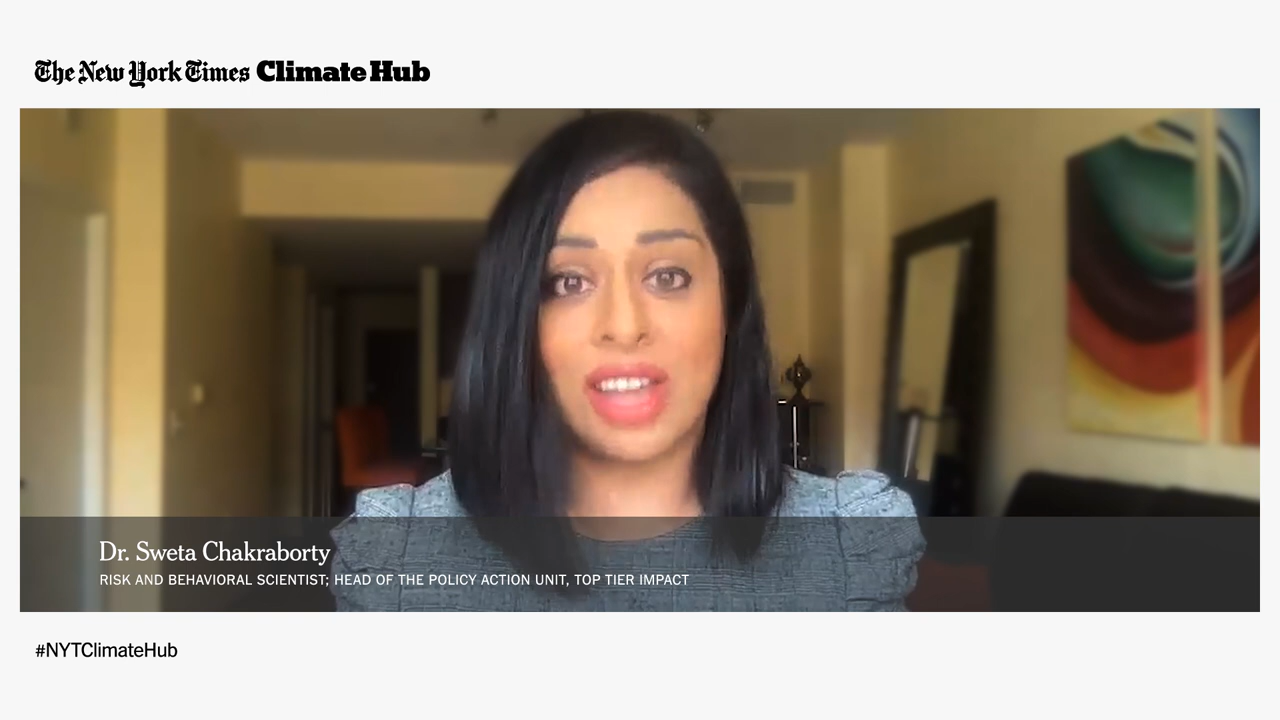 The New York Times Climate Hub
Dr. Sweta Chakraborty
RISK AND BEHAVIORAL SCIENTIST; HEAD OF THE POLICY ACTION UNIT, TOP TIER IMPACT
#NYTClimateHub